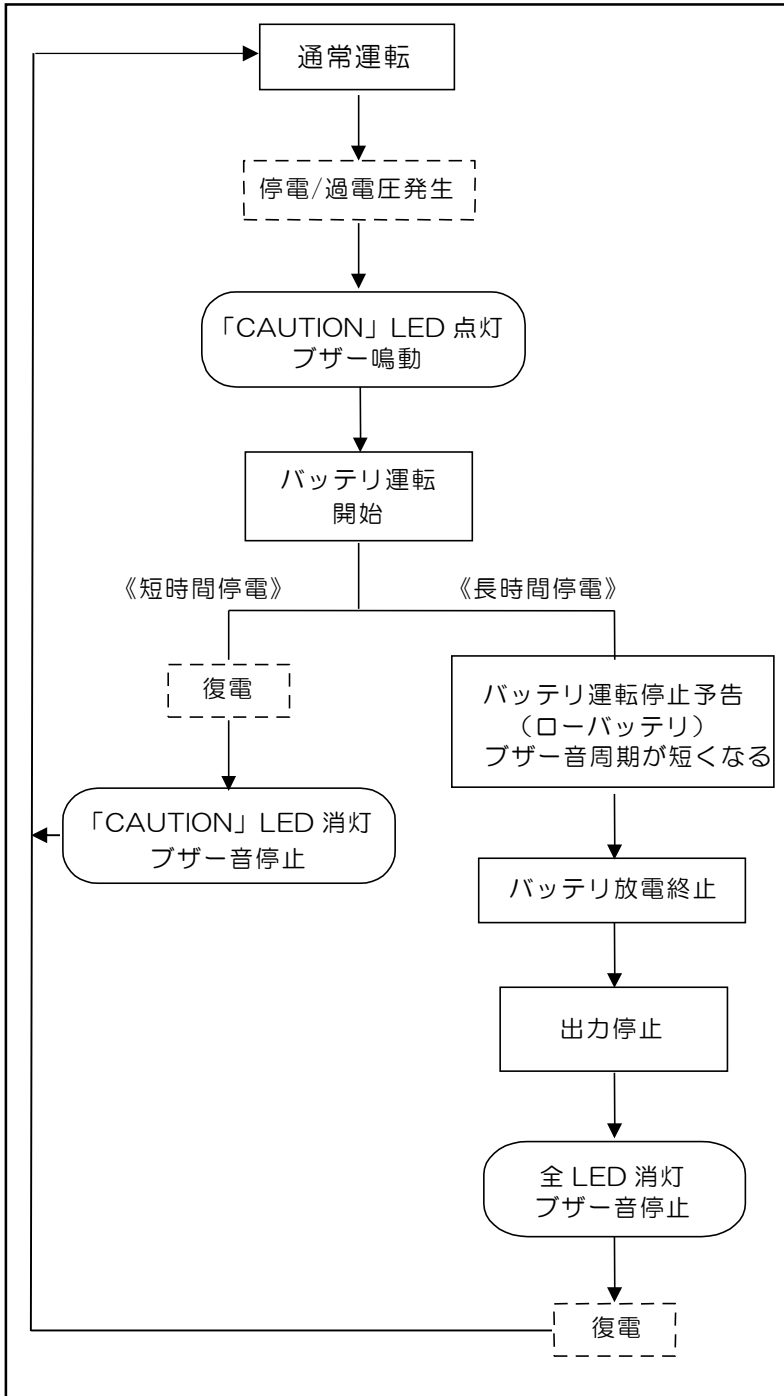 通常運転
停電/過電圧発生
「CAUTION」LED 点灯
ブザー鳴動
バッテリ運転
開始
《短時間停電》
《長時間停電》
復電
バッテリ運転停止予告
（ローバッテリ）
ブザー音周期が短くなる
「CAUTION」LED 消灯
ブザー音停止
バッテリ放電終止
出力停止
全 LED 消灯
ブザー音停止
復電